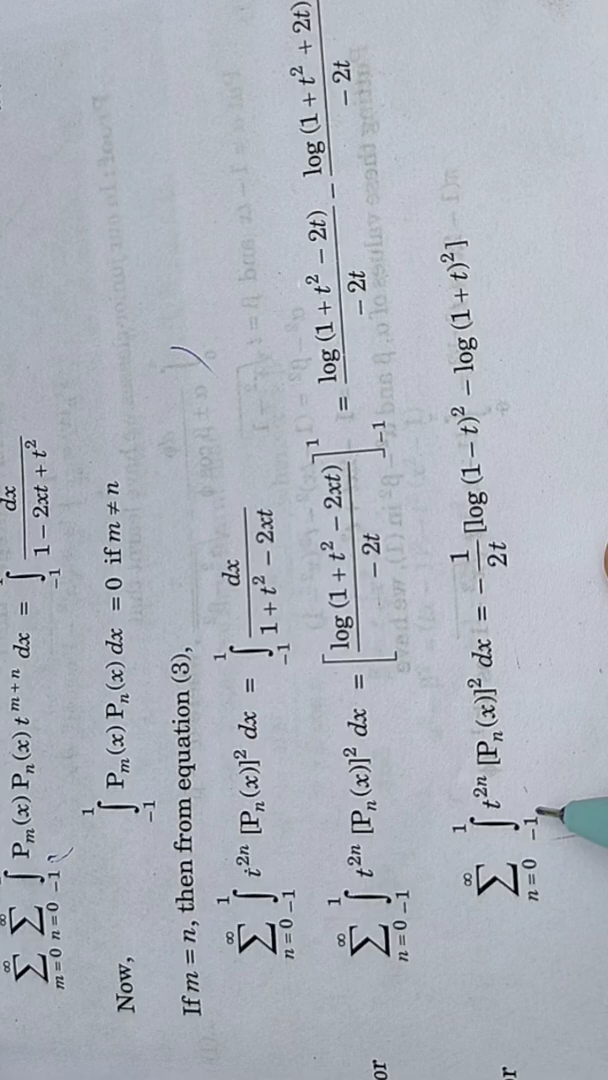 ∞ ∞
Σ Σ ∫ P_m(x) P_n(x) t^{m+n} dx = ∫_{-1} dx / (1 − 2xt + t²)
m=0 n=0 −1
Now, ∫_{-1}^{1} P_m(x) P_n(x) dx = 0 if m ≠ n
If m = n, then from equation (3),
Σ_{n=0}^{∞} ∫_{-1}^{1} t^{2n} [P_n(x)]² dx = ∫_{-1}^{1} dx / (1 + t² − 2xt)
or Σ_{n=0}^{∞} ∫_{-1}^{1} t^{2n} [P_n(x)]² dx = [log (1 + t² − 2xt) / − 2t]_{-1}^{1} = log (1 + t² − 2t) / − 2t − log (1 + t² + 2t) / − 2t
r Σ_{n=0}^{∞} ∫_{-1}^{1} t^{2n} [P_n(x)]² dx = − 1/2t [log (1 − t)² − log (1 + t)²]